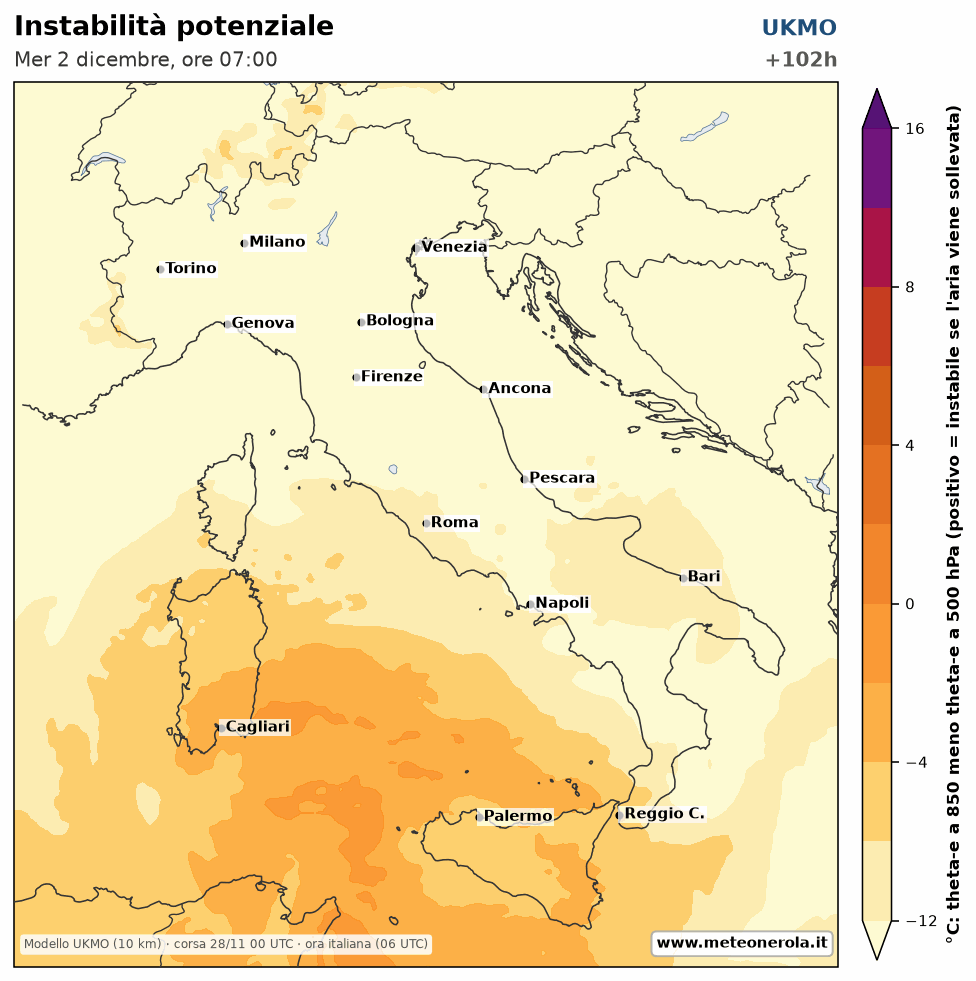 Instabilità potenziale
UKMO
Mer 2 dicembre, ore 07:00
+102h
Milano
Venezia
Torino
Genova
Bologna
Firenze
Ancona
Pescara
Roma
Bari
Napoli
Cagliari
Palermo
Reggio C.
16
8
4
0
−4
−12
°C: theta-e a 850 meno theta-e a 500 hPa (positivo = instabile se l'aria viene sollevata)
Modello UKMO (10 km) · corsa 28/11 00 UTC · ora italiana (06 UTC)
www.meteonerola.it